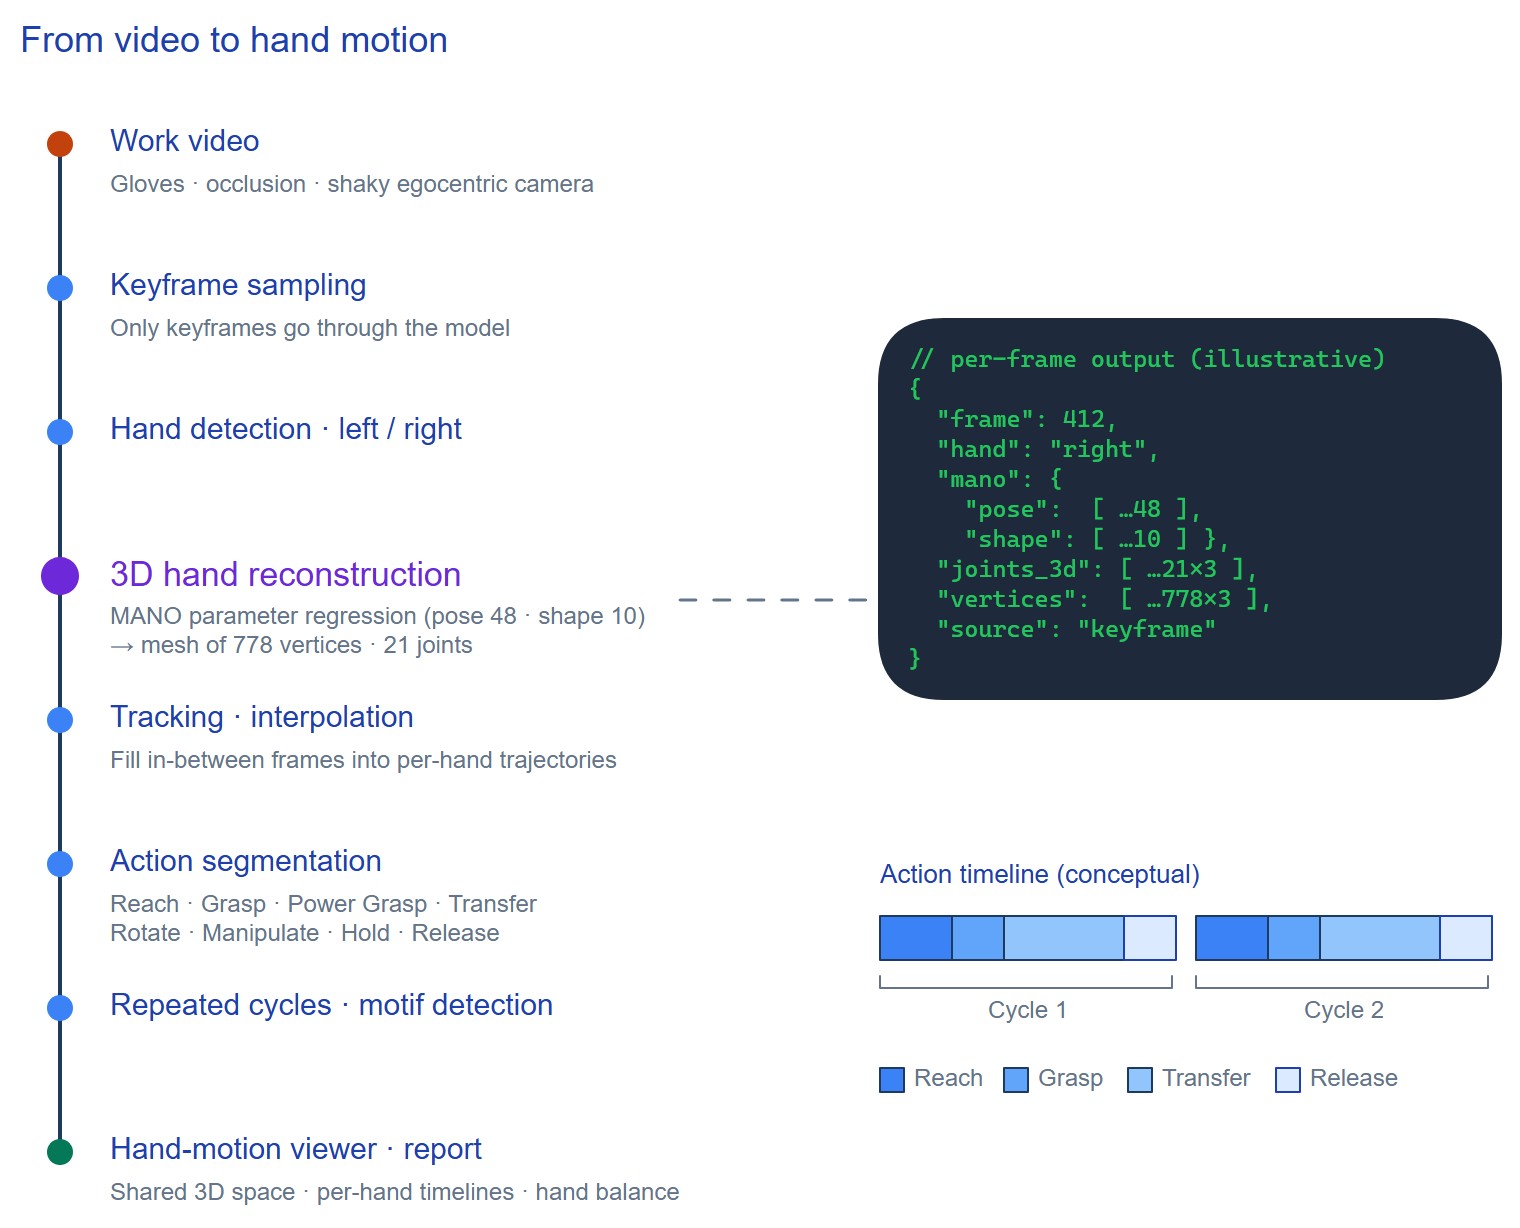 From video to hand motion
Work video
Gloves · occlusion · shaky egocentric camera
Keyframe sampling
Only keyframes go through the model
Hand detection · left / right
3D hand reconstruction
MANO parameter regression (pose 48 · shape 10)
→ mesh of 778 vertices · 21 joints
Tracking · interpolation
Fill in-between frames into per-hand trajectories
Action segmentation
Reach · Grasp · Power Grasp · Transfer
Rotate · Manipulate · Hold · Release
Repeated cycles · motif detection
Hand-motion viewer · report
Shared 3D space · per-hand timelines · hand balance
// per-frame output (illustrative)
{
  "frame": 412,
  "hand": "right",
  "mano": {
    "pose":  [ …48 ],
    "shape": [ …10 ] },
  "joints_3d": [ …21×3 ],
  "vertices":  [ …778×3 ],
  "source": "keyframe"
}
Action timeline (conceptual)
Cycle 1 Cycle 2
Reach Grasp Transfer Release